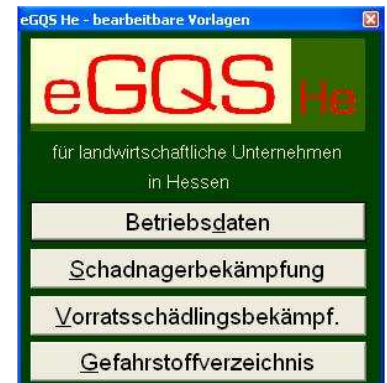 eGQS He - bearbeitbare Vorlagen
eGQS He
für landwirtschaftliche Unternehmen
in Hessen
Betriebsdaten
Schadnagerbekämpfung
Vorratsschädlingsbekämpf.
Gefahrstoffverzeichnis